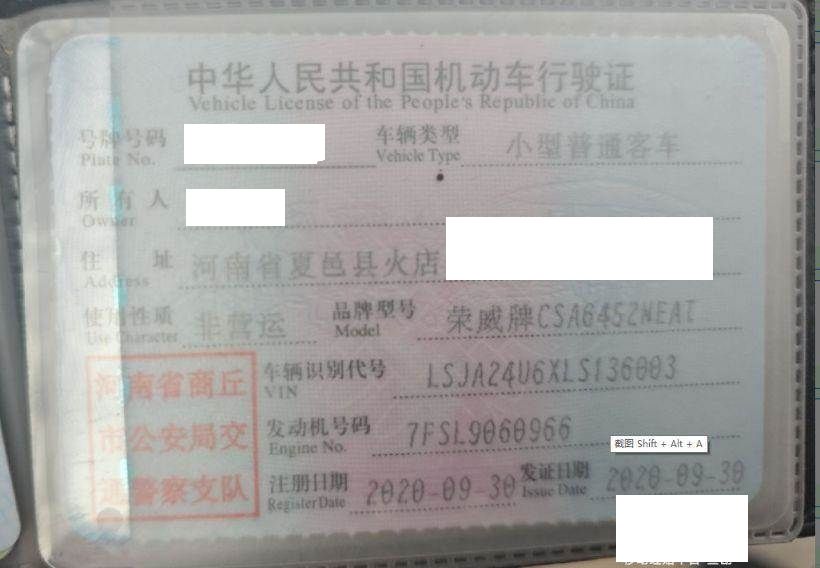 中华人民共和国机动车行驶证
Vehicle License of the People's Republic of China
号牌号码 车辆类型 小型普通客车
Plate No. Vehicle Type
所有人
Owner
住址 河南省夏邑县火店
Address
使用性质 非营运 品牌型号 荣威牌CSA6452NEAT
Use Character Model
河南省商丘 车辆识别代号 LSJA24U6XLS136003
VIN
市公安局交 发动机号码 7FSL9060966
Engine No.
截图 Shift + Alt + A
通警察支队 注册日期 2020-09-30 发证日期 2020-09-30
Register Date Issue Date